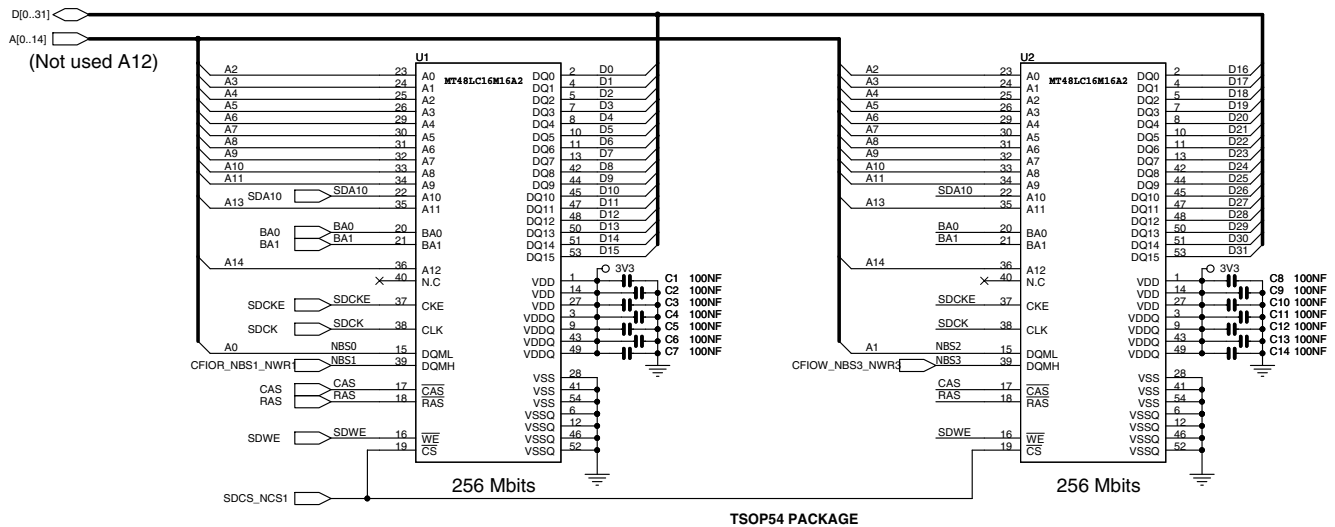 D[0..31]
A[0..14]
(Not used A12)
U1
MT48LC16M16A2
A2 23 A0 DQ0 2 D0
A3 24 A1 DQ1 4 D1
A4 25 A2 DQ2 5 D2
A5 26 A3 DQ3 7 D3
A6 29 A4 DQ4 8 D4
A7 30 A5 DQ5 10 D5
A8 31 A6 DQ6 11 D6
A9 32 A7 DQ7 13 D7
A10 33 A8 DQ8 42 D8
A11 34 A9 DQ9 44 D9
SDA10 SDA10 22 A10 DQ10 45 D10
A13 35 A11 DQ11 47 D11
DQ12 48 D12
BA0 BA0 20 BA0 DQ13 50 D13
BA1 BA1 21 BA1 DQ14 51 D14
DQ15 53 D15
A14 36 A12 3V3
40 N.C VDD 1 C1 100NF
VDD 14 C2 100NF
SDCKE SDCKE 37 CKE VDD 27 C3 100NF
VDDQ 3 C4 100NF
SDCK SDCK 38 CLK VDDQ 9 C5 100NF
VDDQ 43 C6 100NF
A0 NBS0 15 DQML VDDQ 49 C7 100NF
CFIOR_NBS1_NWR1 NBS1 39 DQMH
VSS 28
CAS CAS 17 CAS VSS 41
RAS RAS 18 RAS VSS 54
VSSQ 6
VSSQ 12
SDWE SDWE 16 WE VSSQ 46
19 CS VSSQ 52
256 Mbits
SDCS_NCS1
U2
MT48LC16M16A2
A2 23 A0 DQ0 2 D16
A3 24 A1 DQ1 4 D17
A4 25 A2 DQ2 5 D18
A5 26 A3 DQ3 7 D19
A6 29 A4 DQ4 8 D20
A7 30 A5 DQ5 10 D21
A8 31 A6 DQ6 11 D22
A9 32 A7 DQ7 13 D23
A10 33 A8 DQ8 42 D24
A11 34 A9 DQ9 44 D25
SDA10 22 A10 DQ10 45 D26
A13 35 A11 DQ11 47 D27
DQ12 48 D28
BA0 20 BA0 DQ13 50 D29
BA1 21 BA1 DQ14 51 D30
DQ15 53 D31
A14 36 A12 3V3
40 N.C VDD 1 C8 100NF
VDD 14 C9 100NF
SDCKE 37 CKE VDD 27 C10 100NF
VDDQ 3 C11 100NF
SDCK 38 CLK VDDQ 9 C12 100NF
VDDQ 43 C13 100NF
A1 NBS2 15 DQML VDDQ 49 C14 100NF
CFIOW_NBS3_NWR3 NBS3 39 DQMH
VSS 28
CAS 17 CAS VSS 41
RAS 18 RAS VSS 54
VSSQ 6
VSSQ 12
SDWE 16 WE VSSQ 46
19 CS VSSQ 52
256 Mbits
TSOP54 PACKAGE